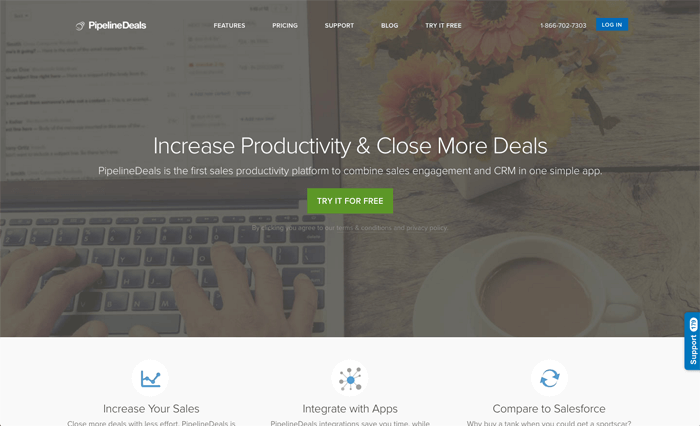 PipelineDeals
FEATURES PRICING SUPPORT BLOG TRY IT FREE 1-866-702-7303 LOG IN
Increase Productivity & Close More Deals
PipelineDeals is the first sales productivity platform to combine sales engagement and CRM in one simple app.
TRY IT FOR FREE
By clicking you agree to our terms & conditions and privacy policy.
Support
Increase Your Sales Integrate with Apps Compare to Salesforce
Close more deals with less effort. PipelineDeals is PipelineDeals integrations save you time, while Why buy a tank when you could get a sportscar?